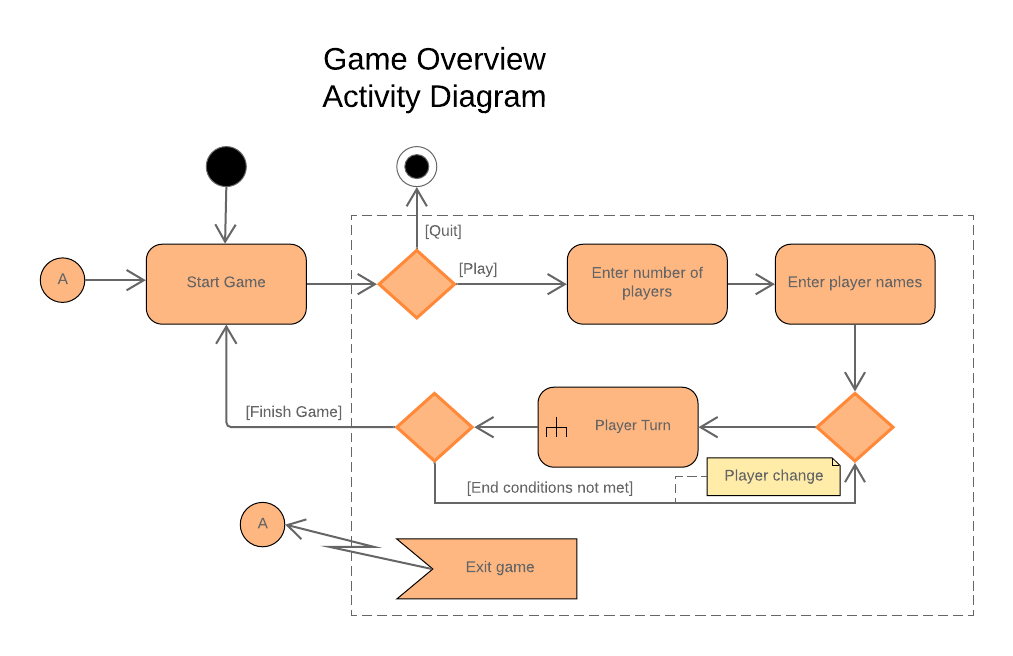 Game Overview
Activity Diagram
[Quit]
[Play]
A
Start Game
Enter number of
players
Enter player names
[Finish Game]
Player Turn
Player change
[End conditions not met]
A
Exit game